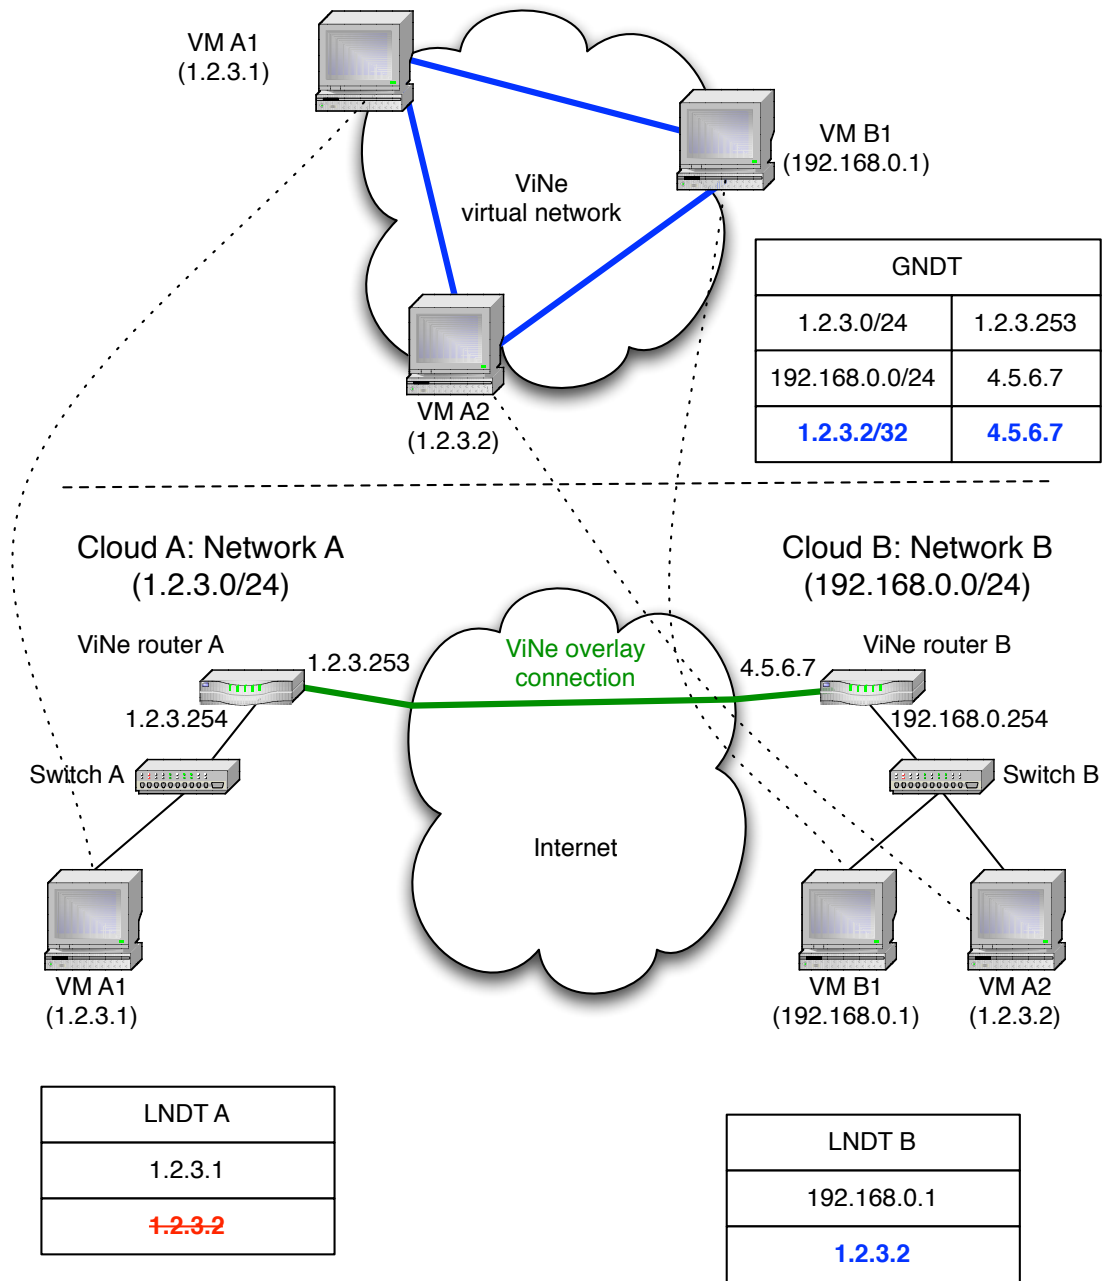 VM A1
(1.2.3.1)
VM B1
(192.168.0.1)
ViNe
virtual network
VM A2
(1.2.3.2)
GNDT
1.2.3.0/24 1.2.3.253
192.168.0.0/24 4.5.6.7
1.2.3.2/32 4.5.6.7
Cloud A: Network A
(1.2.3.0/24)
Cloud B: Network B
(192.168.0.0/24)
ViNe router A
1.2.3.253
1.2.3.254
Switch A
ViNe overlay
connection
4.5.6.7
ViNe router B
192.168.0.254
Switch B
Internet
VM A1
(1.2.3.1)
VM B1
(192.168.0.1)
VM A2
(1.2.3.2)
LNDT A
1.2.3.1
1.2.3.2
LNDT B
192.168.0.1
1.2.3.2